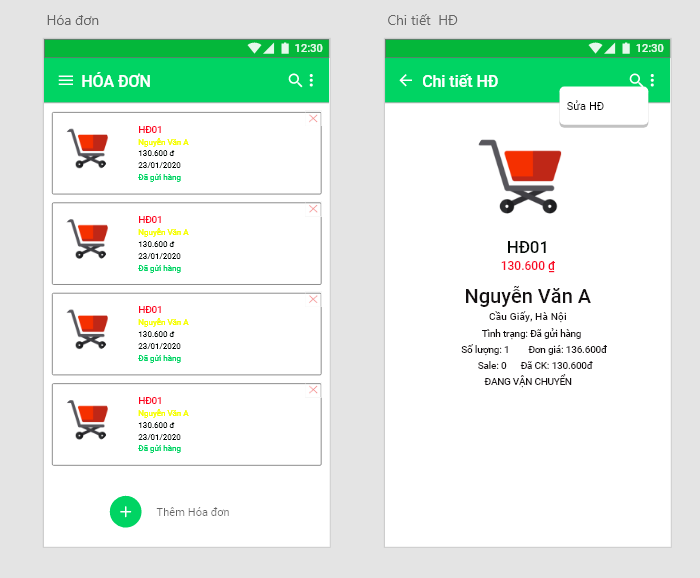 Hóa đơn
12:30
HÓA ĐƠN
HĐ01
Nguyễn Văn A
130.600 đ
23/01/2020
Đã gửi hàng
HĐ01
Nguyễn Văn A
130.600 đ
23/01/2020
Đã gửi hàng
HĐ01
Nguyễn Văn A
130.600 đ
23/01/2020
Đã gửi hàng
HĐ01
Nguyễn Văn A
130.600 đ
23/01/2020
Đã gửi hàng
Thêm Hóa đơn
Chi tiết HĐ
12:30
Chi tiết HĐ
Sửa HĐ
HĐ01
130.600 ₫
Nguyễn Văn A
Cầu Giấy, Hà Nội
Tình trạng: Đã gửi hàng
Số lượng: 1 Đơn giá: 136.600đ
Sale: 0 Đã CK: 130.600đ
ĐANG VẬN CHUYỂN